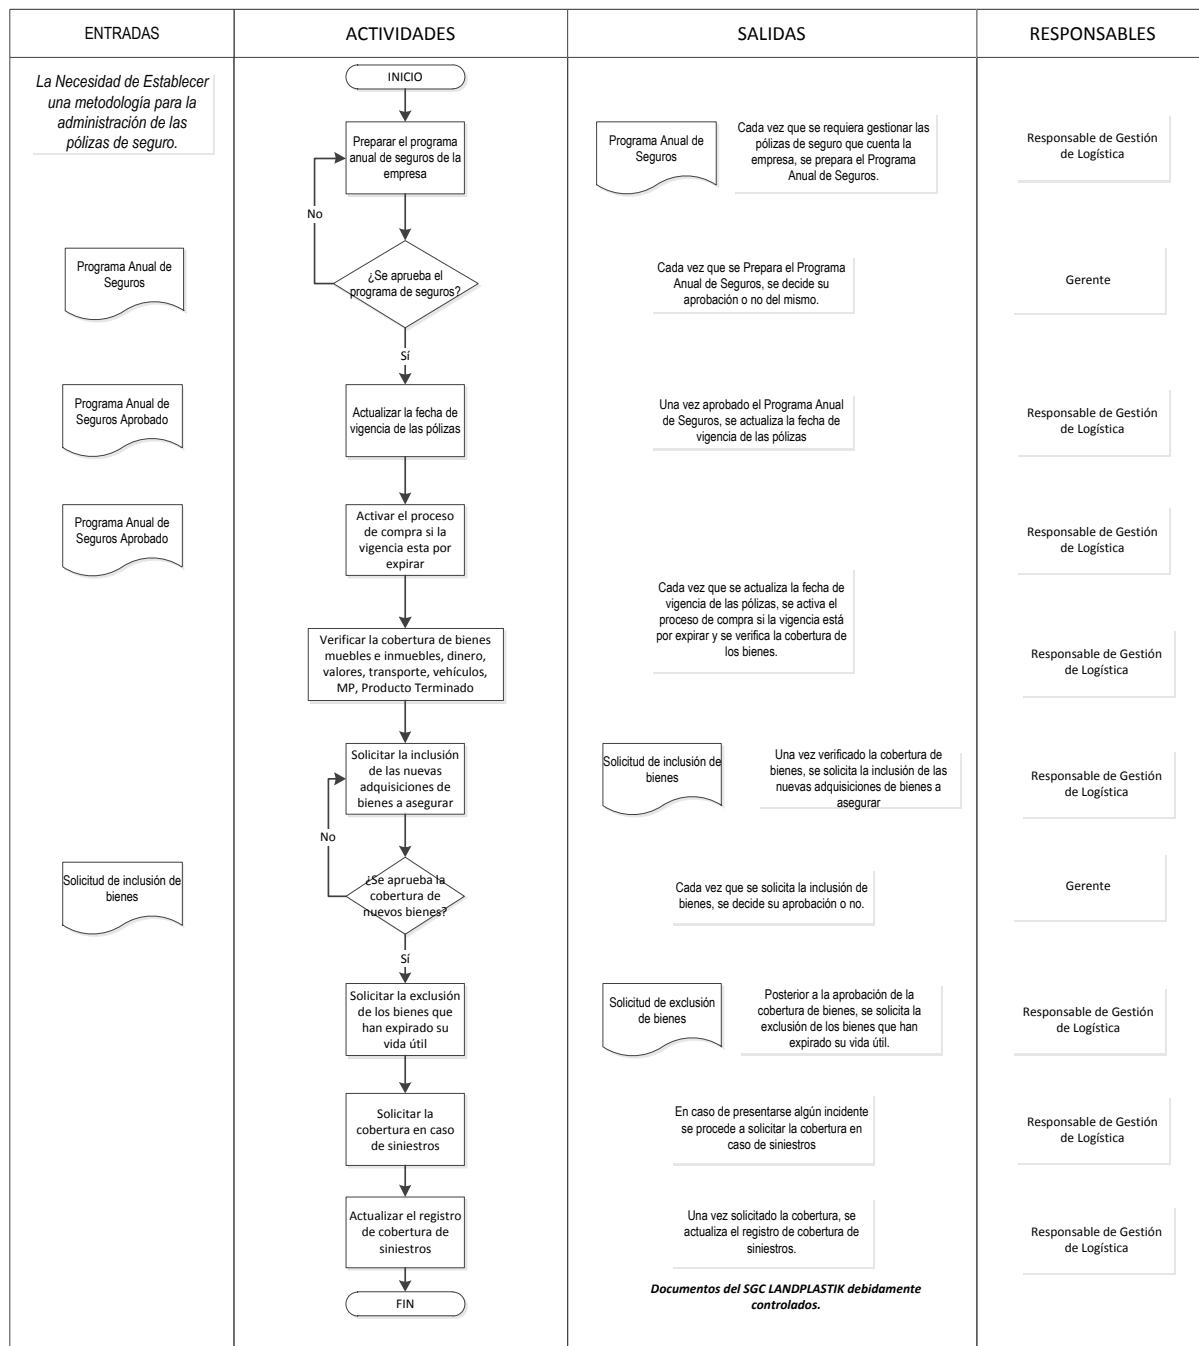 ENTRADAS
ACTIVIDADES
SALIDAS
RESPONSABLES
La Necesidad de Establecer
una metodología para la
administración de las
pólizas de seguro.
INICIO
Preparar el programa
anual de seguros de la
empresa
Programa Anual de
Seguros
Cada vez que se requiera gestionar las
pólizas de seguro que cuenta la
empresa, se prepara el Programa
Anual de Seguros.
Responsable de Gestión
de Logística
No
Programa Anual de
Seguros
¿Se aprueba el
programa de seguros?
Cada vez que se Prepara el Programa
Anual de Seguros, se decide su
aprobación o no del mismo.
Gerente
Sí
Programa Anual de
Seguros Aprobado
Actualizar la fecha de
vigencia de las pólizas
Una vez aprobado el Programa Anual
de Seguros, se actualiza la fecha de
vigencia de las pólizas
Responsable de Gestión
de Logística
Programa Anual de
Seguros Aprobado
Activar el proceso
de compra si la
vigencia esta por
expirar
Responsable de Gestión
de Logística
Cada vez que se actualiza la fecha de
vigencia de las pólizas, se activa el
proceso de compra si la vigencia está
por expirar y se verifica la cobertura de
los bienes.
Verificar la cobertura de bienes
muebles e inmuebles, dinero,
valores, transporte, vehículos,
MP, Producto Terminado
Responsable de Gestión
de Logística
Solicitar la inclusión
de las nuevas
adquisiciones de
bienes a asegurar
Solicitud de inclusión de
bienes
Una vez verificado la cobertura de
bienes, se solicita la inclusión de las
nuevas adquisiciones de bienes a
asegurar
Responsable de Gestión
de Logística
No
Solicitud de inclusión de
bienes
¿Se aprueba la
cobertura de
nuevos bienes?
Cada vez que se solicita la inclusión de
bienes, se decide su aprobación o no.
Gerente
Sí
Solicitar la exclusión
de los bienes que
han expirado su
vida útil
Solicitud de exclusión
de bienes
Posterior a la aprobación de la
cobertura de bienes, se solicita la
exclusión de los bienes que han
expirado su vida útil.
Responsable de Gestión
de Logística
Solicitar la
cobertura en caso
de siniestros
En caso de presentarse algún incidente
se procede a solicitar la cobertura en
caso de siniestros
Responsable de Gestión
de Logística
Actualizar el registro
de cobertura de
siniestros
Una vez solicitado la cobertura, se
actualiza el registro de cobertura de
siniestros.
Responsable de Gestión
de Logística
FIN
Documentos del SGC LANDPLASTIK debidamente
controlados.